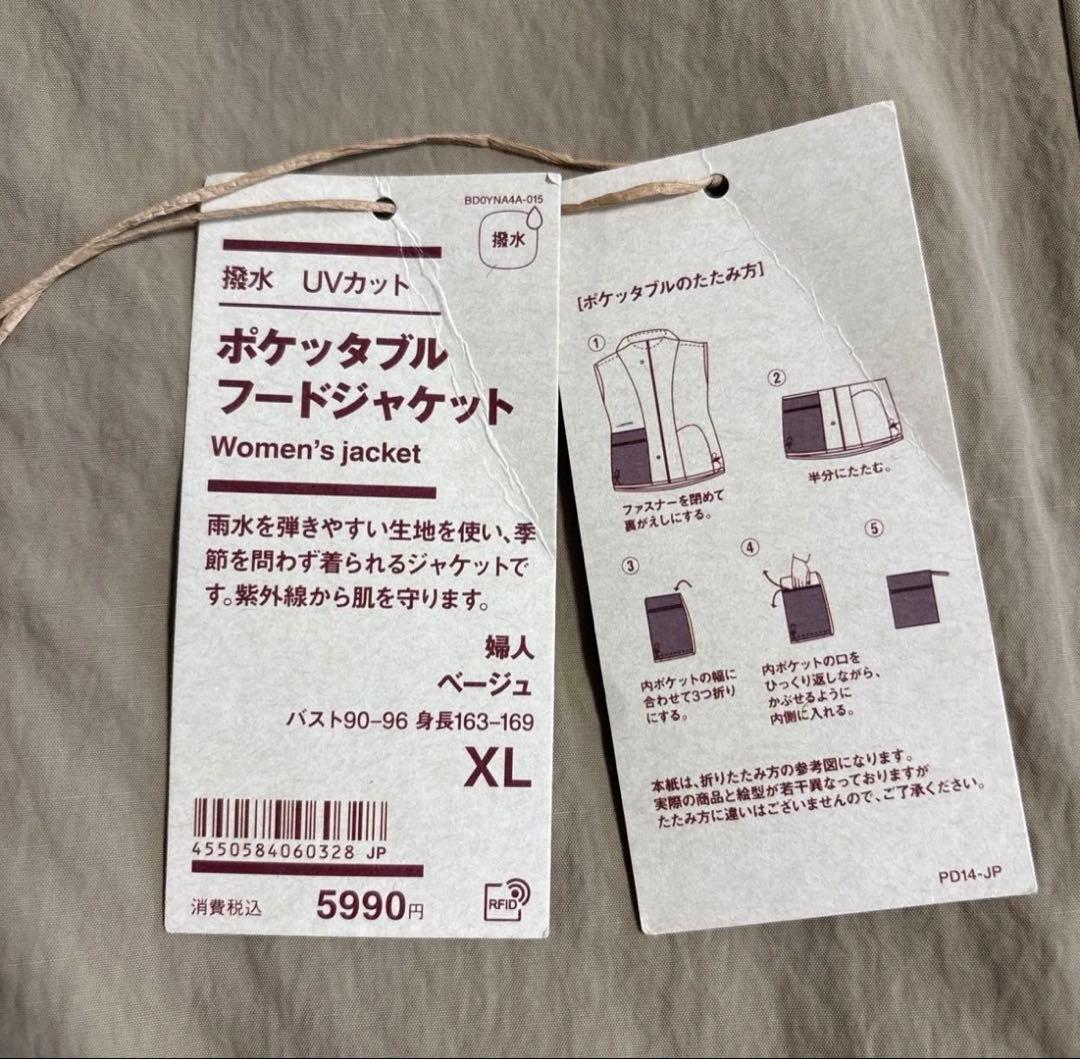 BD0YNA4A-015
撥水
撥水 UVカット
ポケッタブル
フードジャケット
Women's jacket
雨水を弾きやすい生地を使い、季
節を問わず着られるジャケットで
す。紫外線から肌を守ります。
婦人
ベージュ
バスト90–96 身長163–169
XL
4550584060328 JP
消費税込 5990円
RFID
[ポケッタブルのたたみ方]
①
ファスナーを閉めて
裏がえしにする。
②
半分にたたむ。
③
内ポケットの幅に
合わせて3つ折り
にする。
④
内ポケットの口を
ひっくり返しながら、
かぶせるように
内側に入れる。
⑤
本紙は、折りたたみ方の参考図になります。
実際の商品と絵型が若干異なっておりますが
たたみ方に違いはございませんので、ご了承ください。
PD14-JP